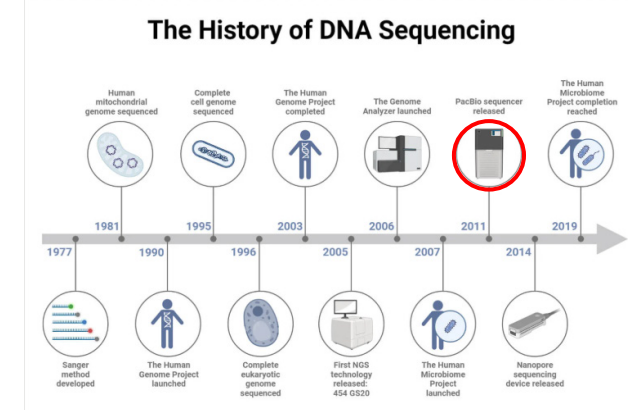 The History of DNA Sequencing
Human
mitochondrial
genome sequenced
Complete
cell genome
sequenced
The Human
Genome Project
completed
The Genome
Analyzer launched
PacBio sequencer
released
The Human
Microbiome
Project completion
reached
1981
1995
2003
2006
2011
2019
1977
1990
1996
2005
2007
2014
Sanger
method
developed
The Human
Genome Project
launched
Complete
eukaryotic
genome
sequenced
First NGS
technology
released:
454 GS20
The Human
Microbiome
Project
launched
Nanopore
sequencing
device released